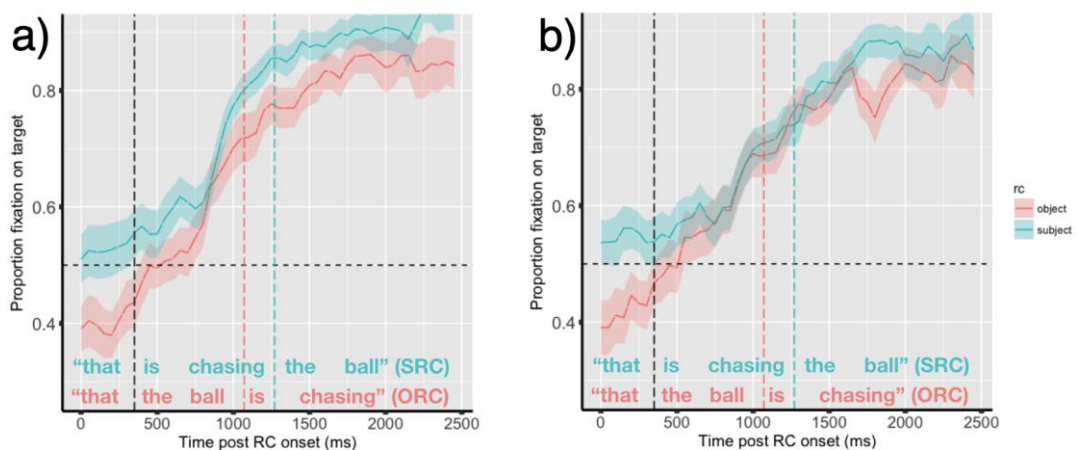 a)
Proportion fixation on target
0.8
0.6
0.4
"that is chasing the ball" (SRC)
"that the ball is chasing" (ORC)
0 500 1000 1500 2000 2500
Time post RC onset (ms)
b)
Proportion fixation on target
0.8
0.6
0.4
"that is chasing the ball" (SRC)
"that the ball is chasing" (ORC)
0 500 1000 1500 2000 2500
Time post RC onset (ms)
rc
object
subject